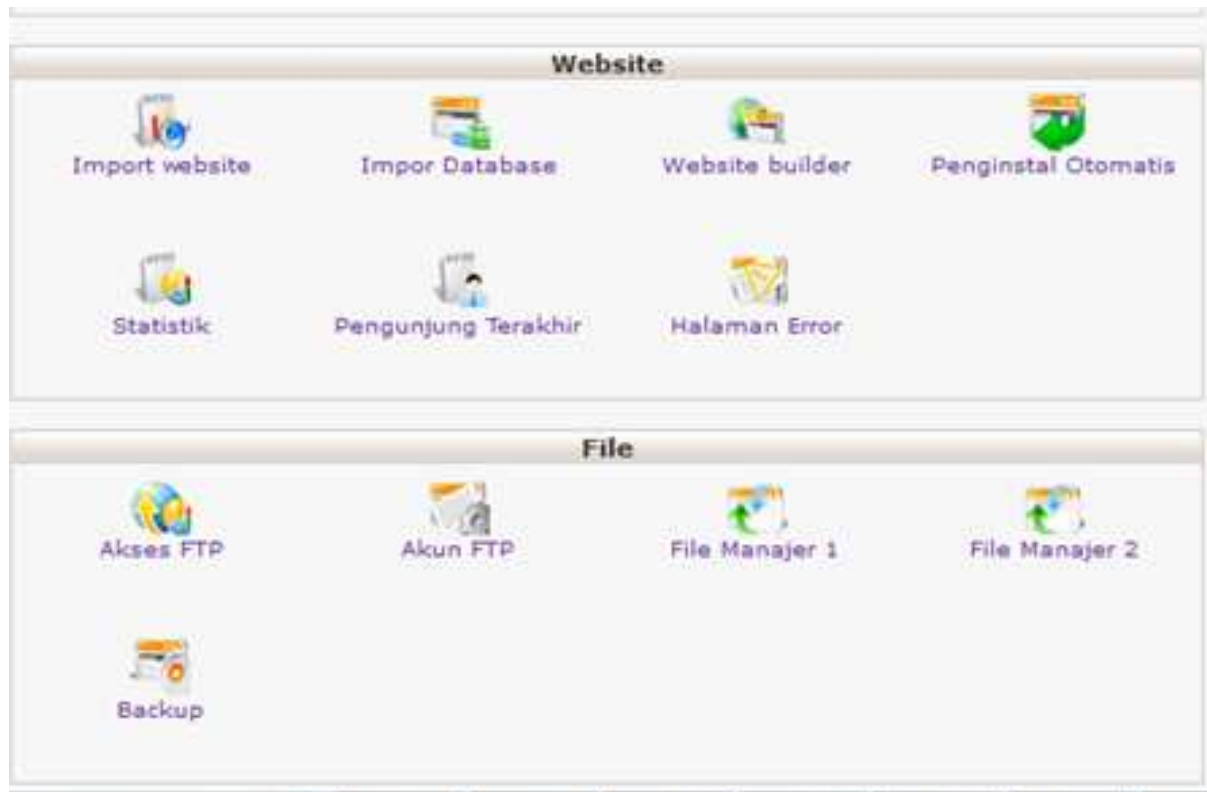 Website
Import website Impor Database Website builder Penginstal Otomatis
Statistik Pengunjung Terakhir Halaman Error
File
Akses FTP Akun FTP File Manajer 1 File Manajer 2
Backup